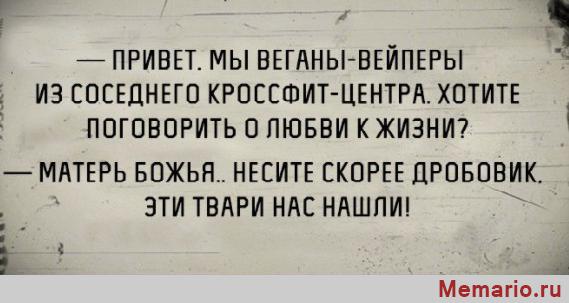 — ПРИВЕТ. МЫ ВЕГАНЫ-ВЕЙПЕРЫ
ИЗ СОСЕДНЕГО КРОССФИТ-ЦЕНТРА. ХОТИТЕ
ПОГОВОРИТЬ О ЛЮБВИ К ЖИЗНИ?
— МАТЕРЬ БОЖЬЯ.. НЕСИТЕ СКОРЕЕ ДРОБОВИК.
ЭТИ ТВАРИ НАС НАШЛИ!
Memario.ru